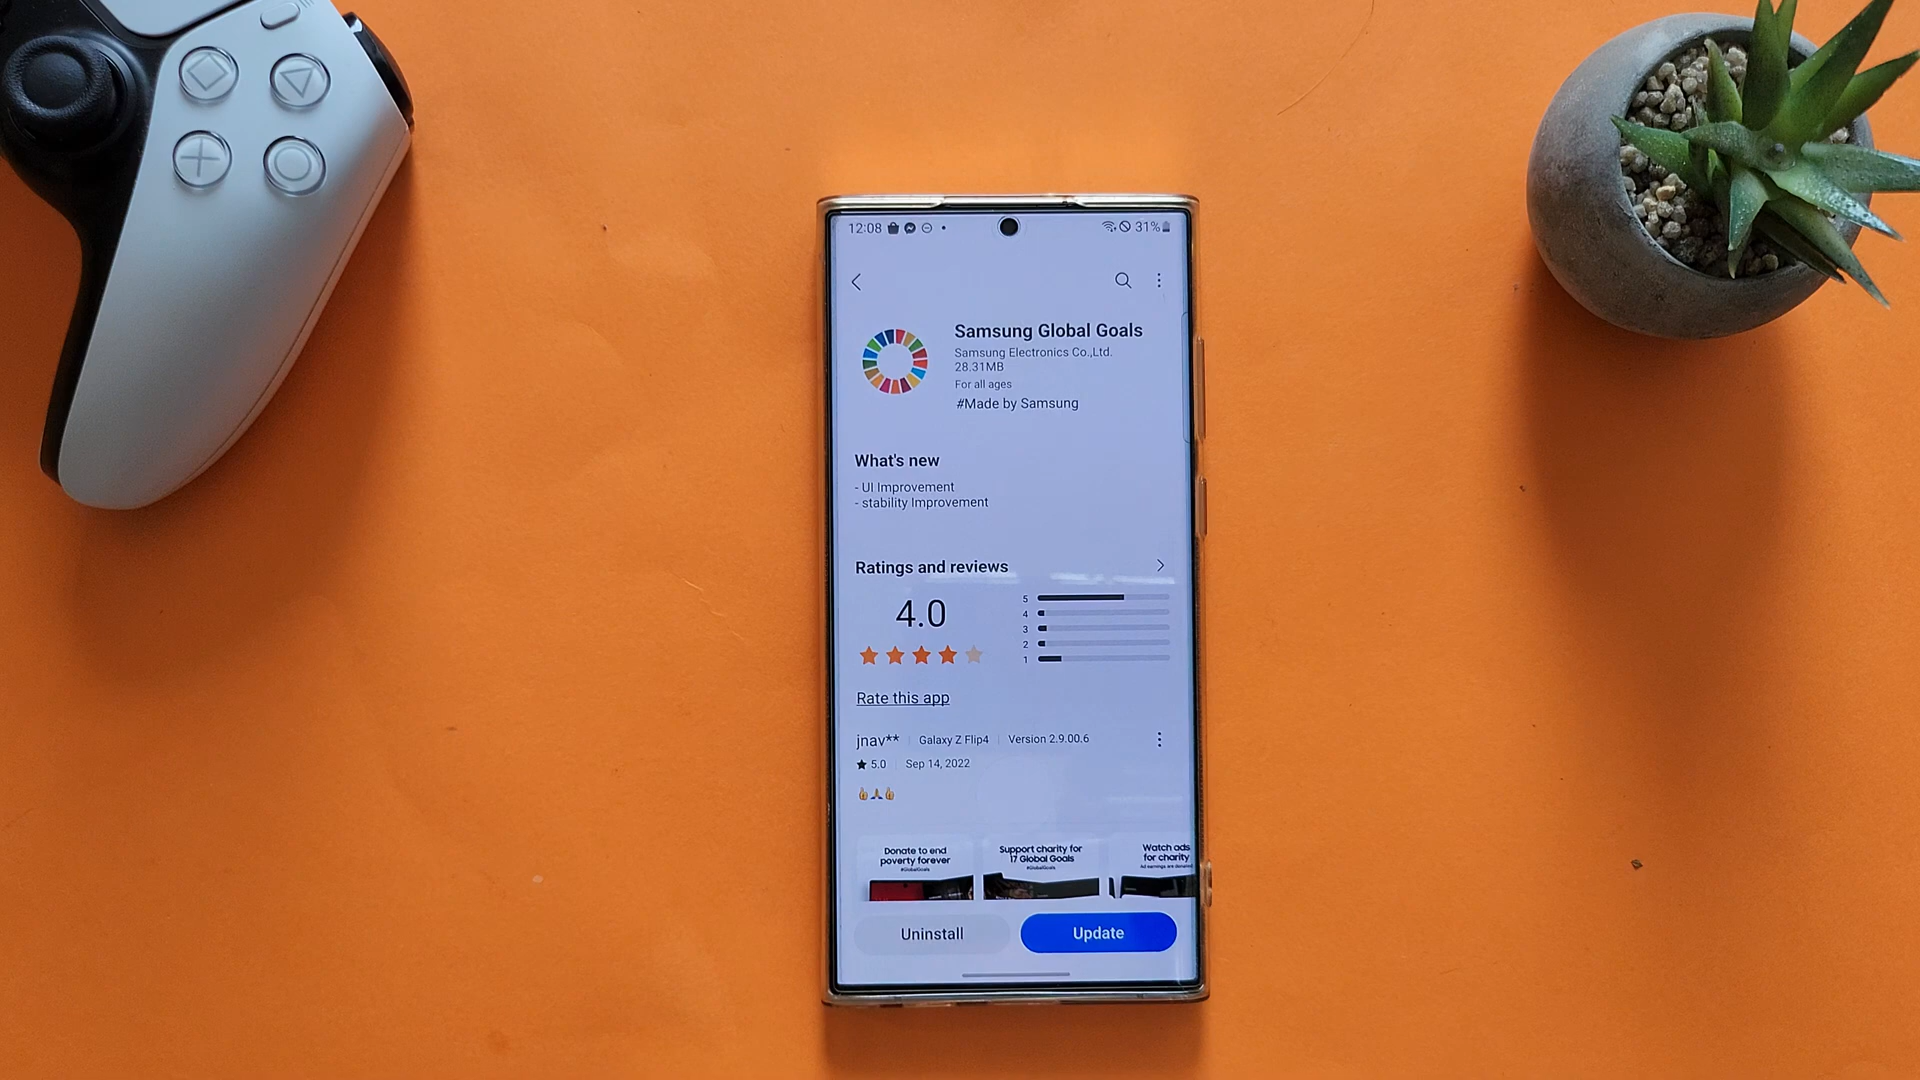 12:08 31%
Samsung Global Goals
Samsung Electronics Co.,Ltd.
28.31MB
For all ages
#Made by Samsung
What's new
- UI Improvement
- stability Improvement
Ratings and reviews
4.0
5
4
3
2
1
Rate this app
jnav** Galaxy Z Flip4 Version 2.9.00.6
★ 5.0 Sep 14, 2022
👍🙏👍
Donate to end
poverty forever
#GlobalGoals
Support charity for
17 Global Goals
#GlobalGoals
Watch ads
for charity
Ad earnings are donated
Uninstall Update